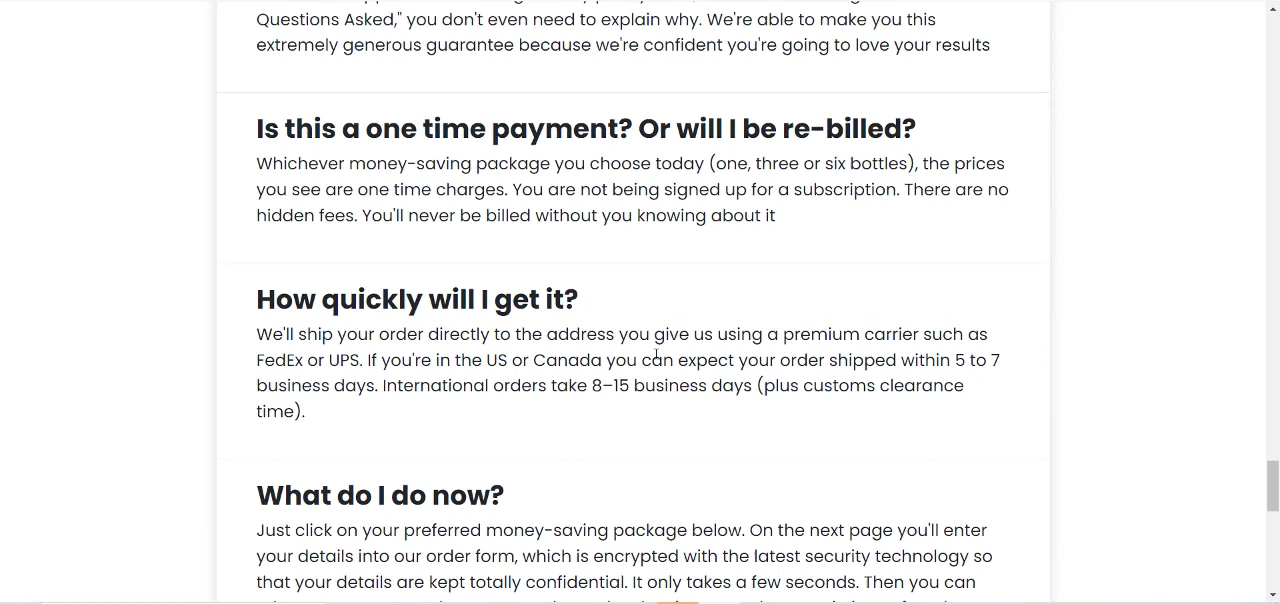 Questions Asked," you don't even need to explain why. We're able to make you this
extremely generous guarantee because we're confident you're going to love your results
Is this a one time payment? Or will I be re-billed?
Whichever money-saving package you choose today (one, three or six bottles), the prices
you see are one time charges. You are not being signed up for a subscription. There are no
hidden fees. You'll never be billed without you knowing about it
How quickly will I get it?
We'll ship your order directly to the address you give us using a premium carrier such as
FedEx or UPS. If you're in the US or Canada you can expect your order shipped within 5 to 7
business days. International orders take 8–15 business days (plus customs clearance
time).
What do I do now?
Just click on your preferred money-saving package below. On the next page you'll enter
your details into our order form, which is encrypted with the latest security technology so
that your details are kept totally confidential. It only takes a few seconds. Then you can